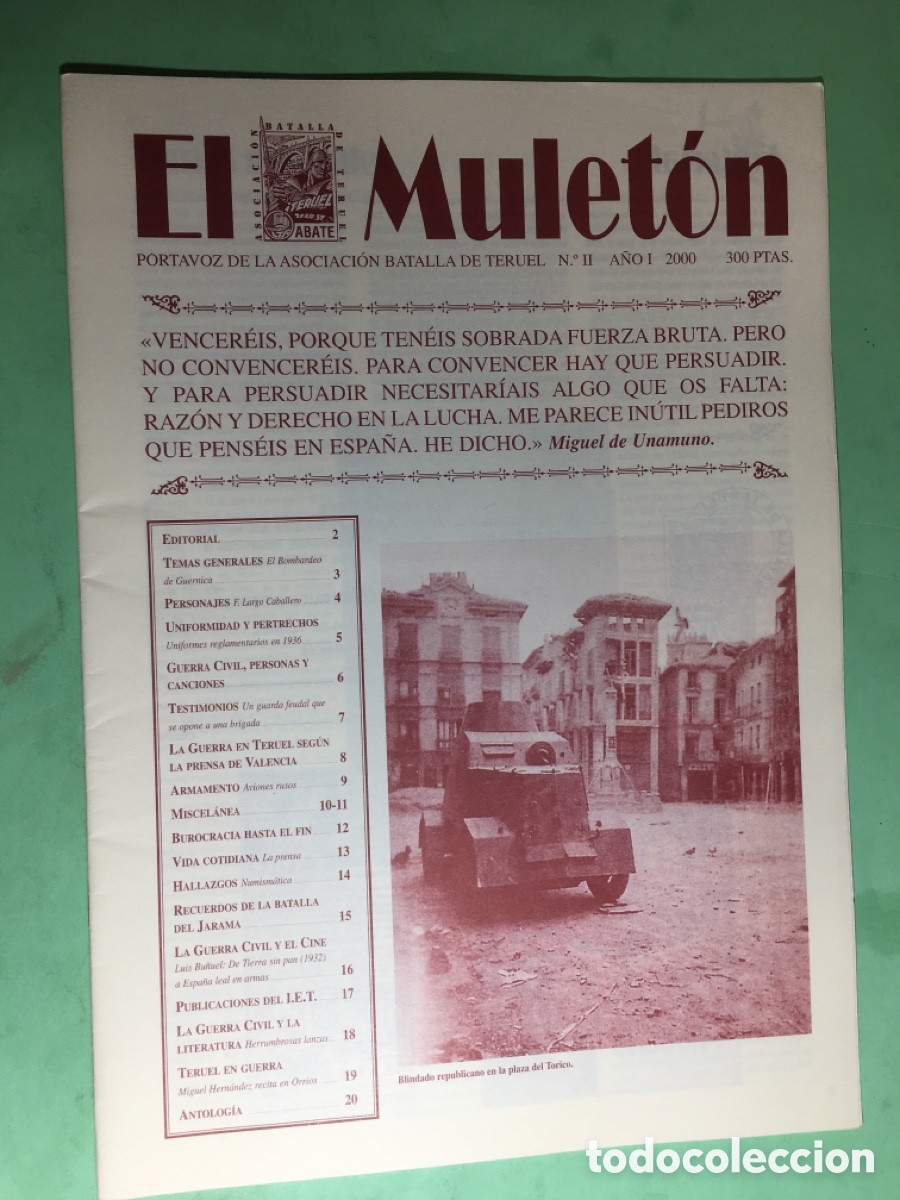 El Muletón
ASOCIACIÓN
BATALLA
DE TERUEL
¡TERUEL
ABATE
PORTAVOZ DE LA ASOCIACIÓN BATALLA DE TERUEL N.º II AÑO I 2000 300 PTAS.
«VENCERÉIS, PORQUE TENÉIS SOBRADA FUERZA BRUTA. PERO
NO CONVENCERÉIS. PARA CONVENCER HAY QUE PERSUADIR.
Y PARA PERSUADIR NECESITARÍAIS ALGO QUE OS FALTA:
RAZÓN Y DERECHO EN LA LUCHA. ME PARECE INÚTIL PEDIROS
QUE PENSÉIS EN ESPAÑA. HE DICHO.» Miguel de Unamuno.
EDITORIAL 2
TEMAS GENERALES El Bombardeo
de Guernica 3
PERSONAJES F. Largo Caballero 4
UNIFORMIDAD Y PERTRECHOS
Uniformes reglamentarios en 1936 5
GUERRA CIVIL, PERSONAS Y
CANCIONES 6
TESTIMONIOS Un guarda feudal que
se opone a una brigada 7
LA GUERRA EN TERUEL SEGÚN
LA PRENSA DE VALENCIA 8
ARMAMENTO Aviones rusos 9
MISCELÁNEA 10-11
BUROCRACIA HASTA EL FIN 12
VIDA COTIDIANA La prensa 13
HALLAZGOS Numismática 14
RECUERDOS DE LA BATALLA
DEL JARAMA 15
LA GUERRA CIVIL Y EL CINE
Luis Buñuel: De Tierra sin pan (1932)
a España leal en armas 16
PUBLICACIONES DEL I.E.T. 17
LA GUERRA CIVIL Y LA
LITERATURA Herrumbrosas lanzas 18
TERUEL EN GUERRA
Miguel Hernández recita en Orrios 19
ANTOLOGÍA 20
Blindado republicano en la plaza del Torico.
todocoleccion